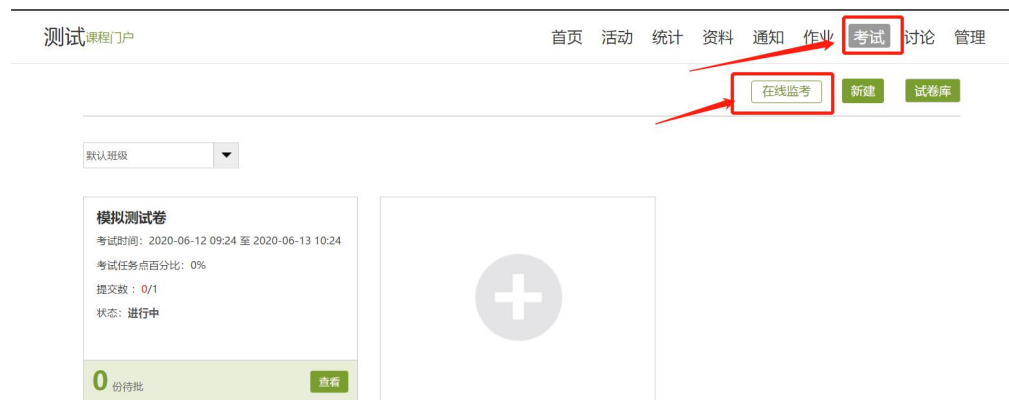 测试 课程门户 首页 活动 统计 资料 通知 作业 考试 讨论 管理
在线监考 新建 试卷库
默认班级
模拟测试卷
考试时间：2020-06-12 09:24 至 2020-06-13 10:24
考试任务点百分比：0%
提交数：0/1
状态：进行中
0 份待批 查看